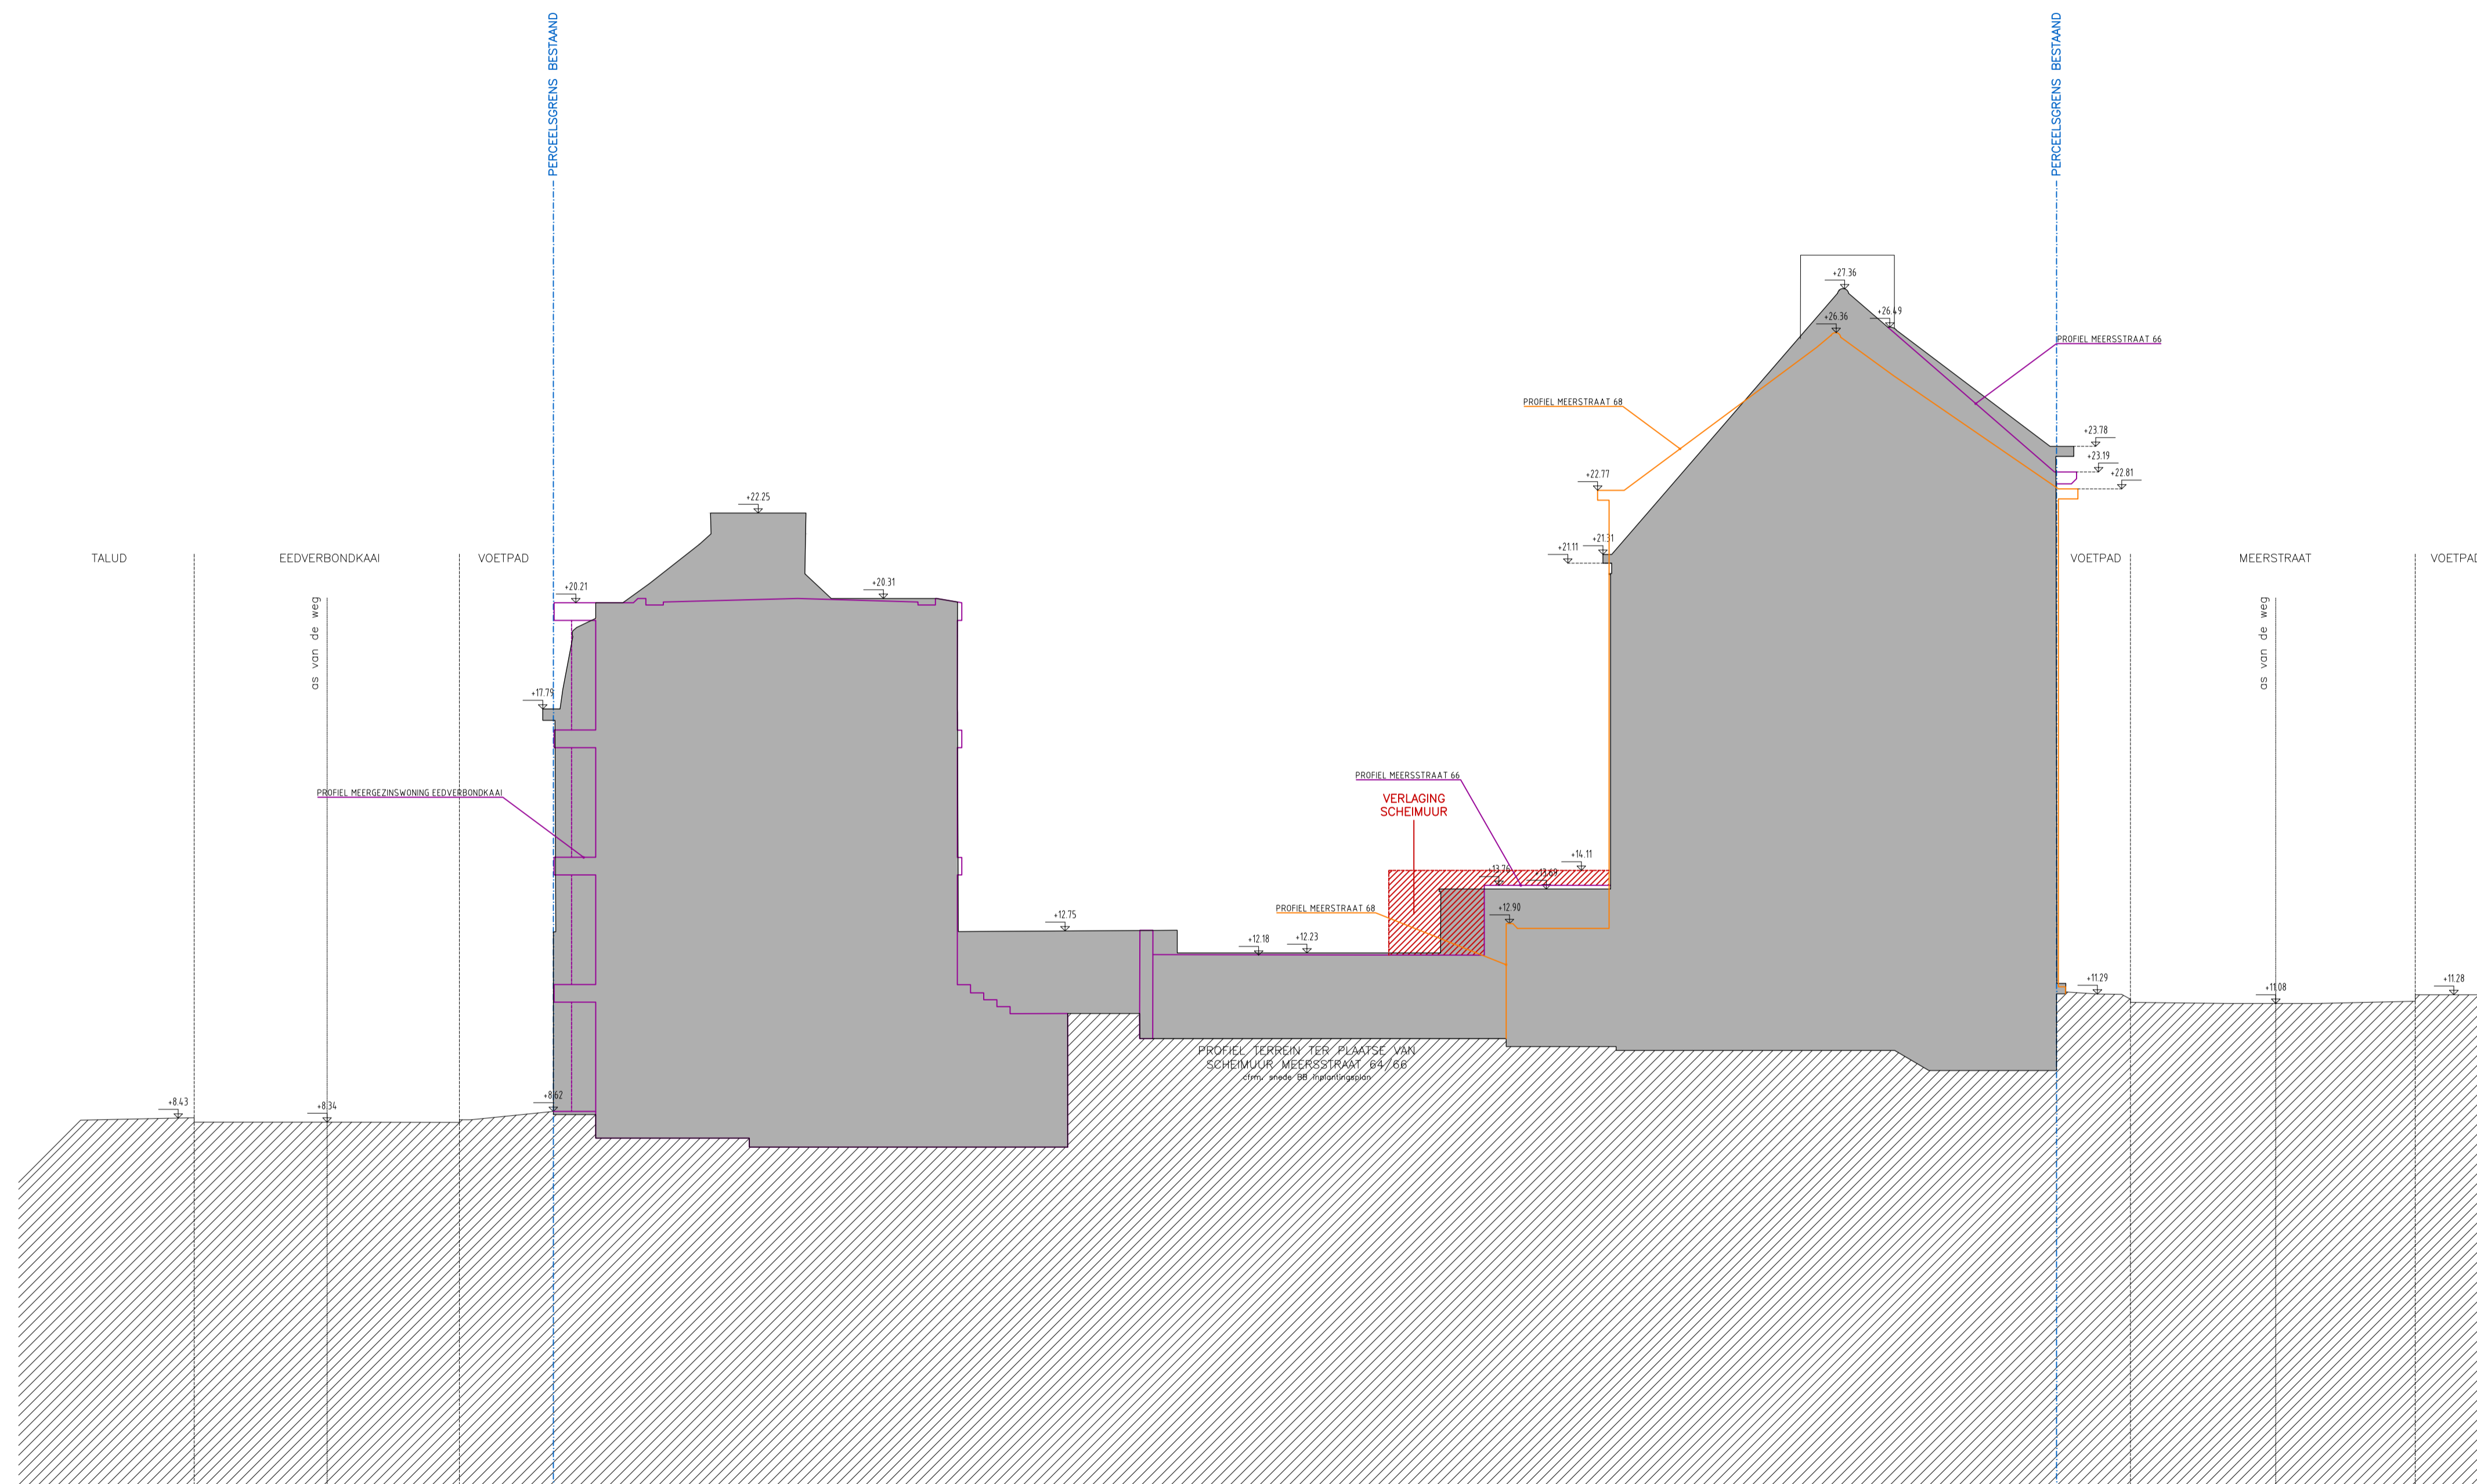 PERCEELSGRENS BESTAAND
PERCEELSGRENS BESTAAND
+27.36
+26.49
+26.36
PROFIEL MEERSSTRAAT 66
PROFIEL MEERSTRAAT 68
+23.78
+23.19
+22.81
+22.77
+22.25
+21.31
+21.11
TALUD
EEDVERBONDKAAI
VOETPAD
VOETPAD
MEERSTRAAT
VOETPAD
+20.21
+20.31
as van de weg
as van de weg
+17.79
PROFIEL MEERGEZINSWONING EEDVERBONDKAAI
PROFIEL MEERSSTRAAT 66
VERLAGING
SCHEIMUUR
+14.11
+13.76
+13.69
PROFIEL MEERSTRAAT 68
+12.90
+12.75
+12.18
+12.23
+11.29
+11.08
+11.28
PROFIEL TERREIN TER PLAATSE VAN
SCHEIMUUR MEERSSTRAAT 64/66
cfrm. snede BB inplantingsplan
+8.43
+8.34
+8.62